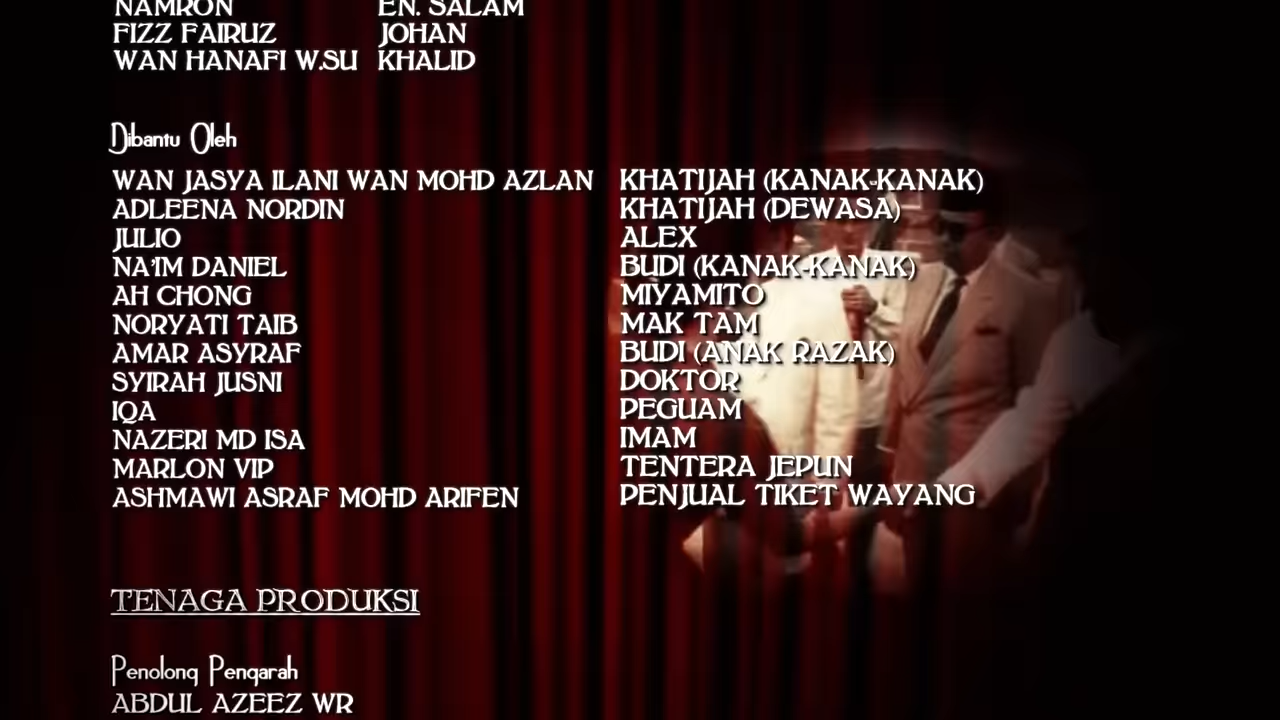 NAMRON EN. SALAM
FIZZ FAIRUZ JOHAN
WAN HANAFI W.SU KHALID
Dibantu Oleh
WAN JASYA ILANI WAN MOHD AZLAN KHATIJAH (KANAK-KANAK)
ADLEENA NORDIN KHATIJAH (DEWASA)
JULIO ALEX
NA'IM DANIEL BUDI (KANAK-KANAK)
AH CHONG MIYAMITO
NORYATI TAIB MAK TAM
AMAR ASYRAF BUDI (ANAK RAZAK)
SYIRAH JUSNI DOKTOR
IQA PEGUAM
NAZERI MD ISA IMAM
MARLON VIP TENTERA JEPUN
ASHMAWI ASRAF MOHD ARIFEN PENJUAL TIKET WAYANG
TENAGA PRODUKSI
Penolong Pengarah
ABDUL AZEEZ WR